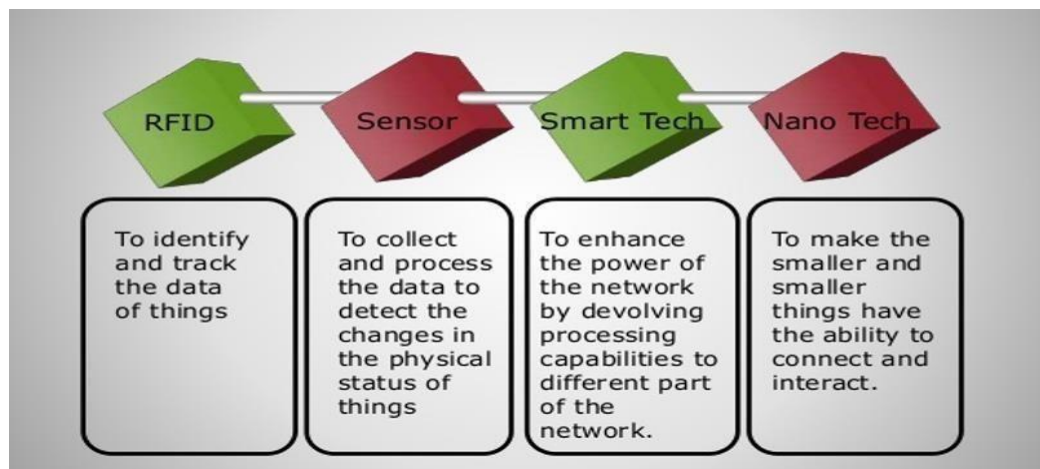 RFID
Sensor
Smart Tech
Nano Tech
To identify
and track
the data
of things
To collect
and process
the data to
detect the
changes in
the physical
status of
things
To enhance
the power of
the network
by devolving
processing
capabilities to
different part
of the
network.
To make the
smaller and
smaller
things have
the ability to
connect and
interact.